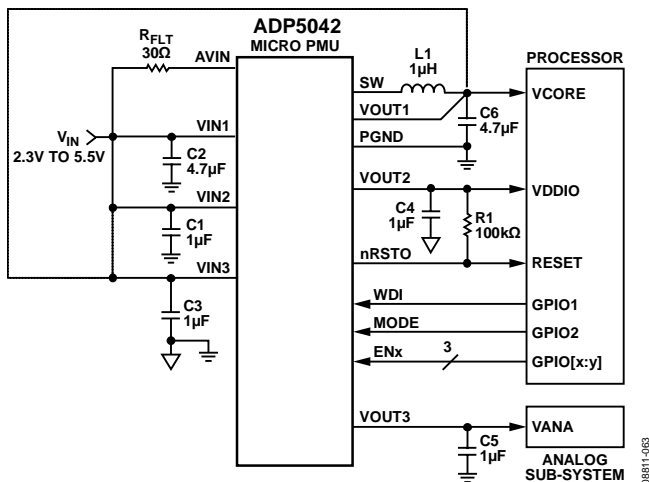 ADP5042
MICRO PMU
R_FLT
30Ω
AVIN
V_IN
2.3V TO 5.5V
VIN1
C2
4.7µF
VIN2
C1
1µF
VIN3
C3
1µF
SW
L1
1µH
VOUT1
PGND
C6
4.7µF
VOUT2
C4
1µF
R1
100kΩ
nRSTO
WDI
MODE
ENx
3
VOUT3
C5
1µF
PROCESSOR
VCORE
VDDIO
RESET
GPIO1
GPIO2
GPIO[x:y]
VANA
ANALOG
SUB-SYSTEM
08811-063